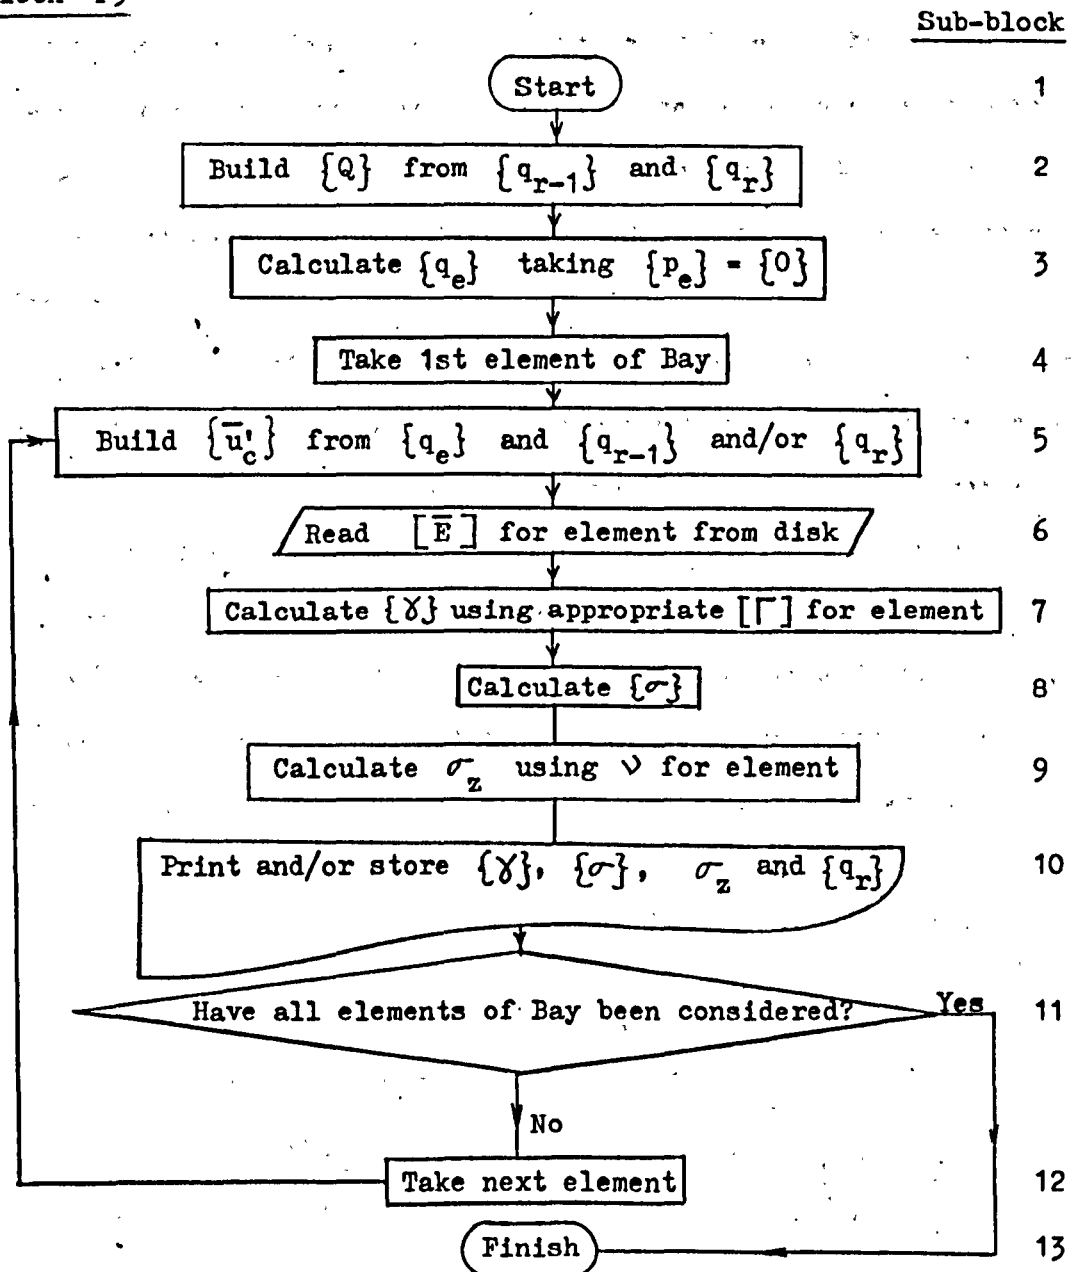 Sub-block
Start 1
Build {Q} from {q_{r-1}} and {q_r} 2
Calculate {q_e} taking {p_e} = {0} 3
Take 1st element of Bay 4
Build {u̅'_c} from {q_e} and {q_{r-1}} and/or {q_r} 5
Read [E̅] for element from disk 6
Calculate {γ} using appropriate [Γ] for element 7
Calculate {σ} 8
Calculate σ_z using ν for element 9
Print and/or store {γ}, {σ}, σ_z and {q_r} 10
Have all elements of Bay been considered? Yes 11
No
Take next element 12
Finish 13